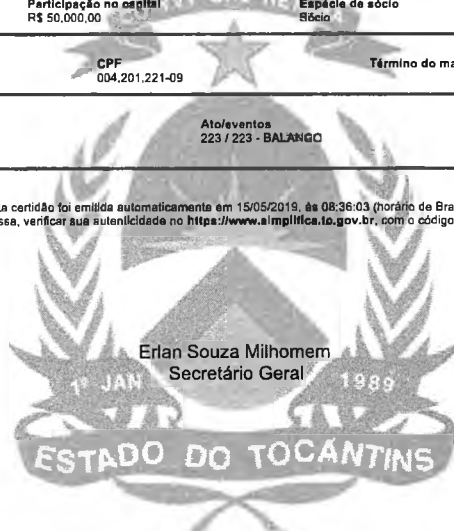 Participação no capital
Espécie de sócio
R$ 50.000,00
Sócio
CPF
Término do ma
004,201,221-09
Ato/eventos
223 / 223 - BALANGO
a certidão foi emitida automaticamente em 15/05/2019, às 08:36:03 (horário de Bra
ssa, verificar sua autenticidade no https://www.simplifica.to.gov.br, com o código
Erlan Souza Milhomem
Secretário Geral
1º JAN
1989
ESTADO DO TOCANTINS